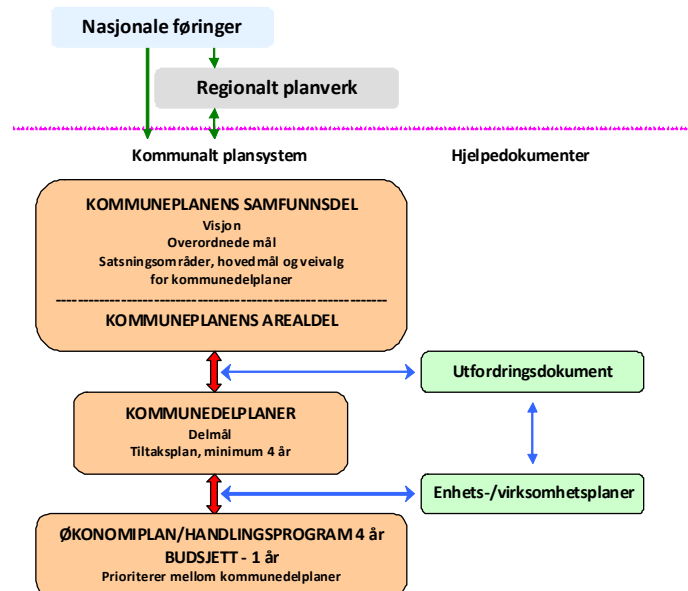 Nasjonale føringer
Regionalt planverk
Kommunalt plansystem
Hjelpedokumenter
KOMMUNEPLANENS SAMFUNNSDEL
Visjon
Overordnede mål
Satsningsområder, hovedmål og veivalg
for kommunedelplaner
KOMMUNEPLANENS AREALDEL
Utfordringsdokument
KOMMUNEDELPLANER
Delmål
Tiltaksplan, minimum 4 år
Enhets-/virksomhetsplaner
ØKONOMIPLAN/HANDLINGSPROGRAM 4 år
BUDSJETT - 1 år
Prioriterer mellom kommunedelplaner